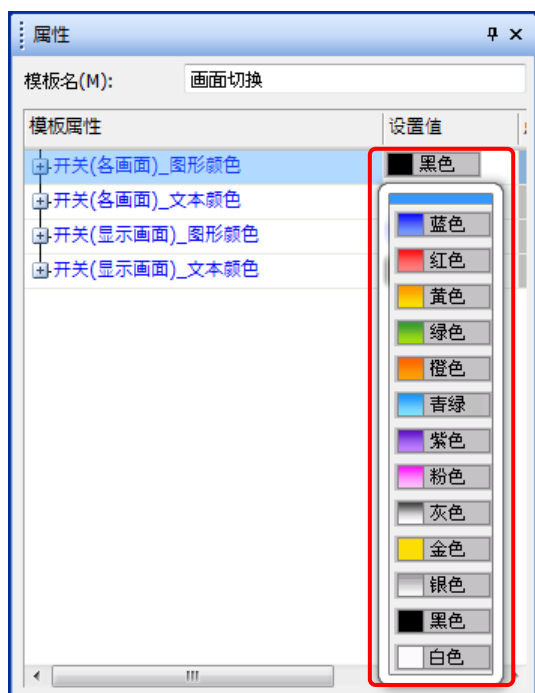 属性
模板名(M): 画面切换
模板属性 设置值
开关(各画面)_图形颜色 黑色
开关(各画面)_文本颜色
开关(显示画面)_图形颜色
开关(显示画面)_文本颜色
蓝色
红色
黄色
绿色
橙色
青绿
紫色
粉色
灰色
金色
银色
黑色
白色